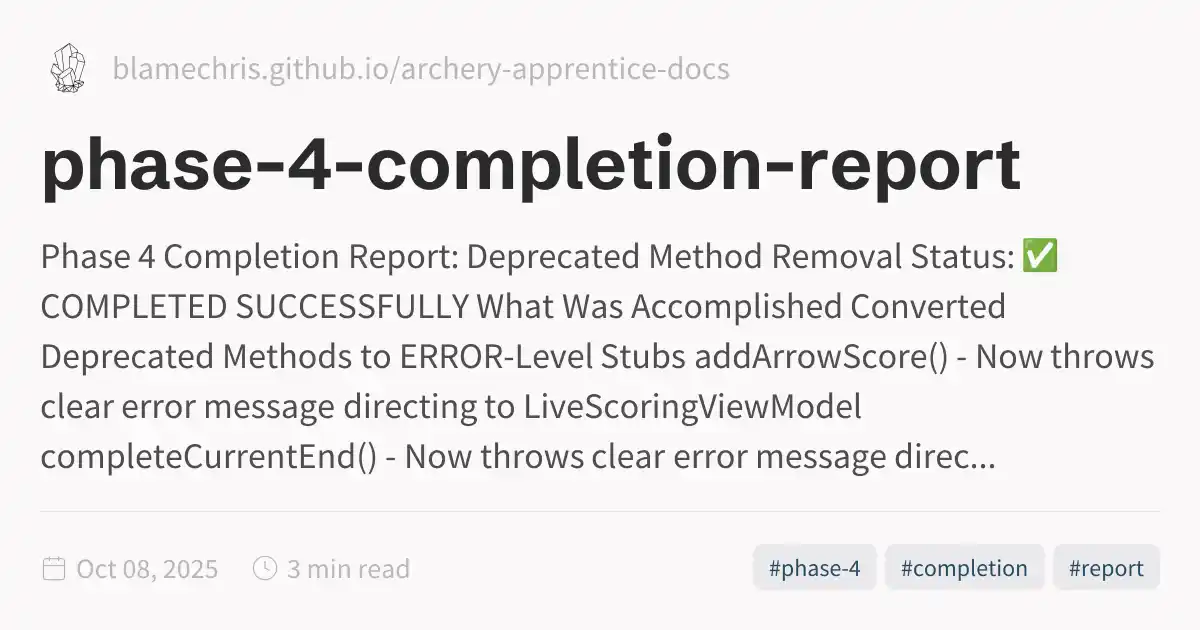 blamechris.github.io/archery-apprentice-docs
phase-4-completion-report
Phase 4 Completion Report: Deprecated Method Removal Status: ✅
COMPLETED SUCCESSFULLY What Was Accomplished Converted
Deprecated Methods to ERROR-Level Stubs addArrowScore() - Now throws
clear error message directing to LiveScoringViewModel
completeCurrentEnd() - Now throws clear error message direc...
Oct 08, 2025 3 min read #phase-4 #completion #report